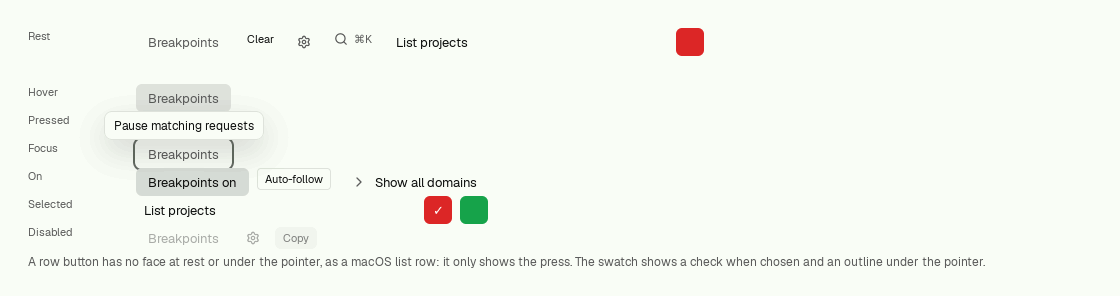 Rest Breakpoints Clear ⌘K List projects
Hover Breakpoints
Pressed Pause matching requests
Focus Breakpoints
On Breakpoints on Auto-follow Show all domains
Selected List projects ✓
Disabled Breakpoints Copy
A row button has no face at rest or under the pointer, as a macOS list row: it only shows the press. The swatch shows a check when chosen and an outline under the pointer.